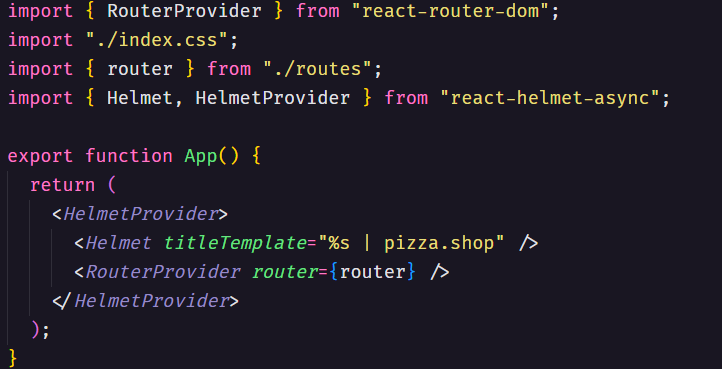 import { RouterProvider } from "react-router-dom";
import "./index.css";
import { router } from "./routes";
import { Helmet, HelmetProvider } from "react-helmet-async";

export function App() {
  return (
    <HelmetProvider>
      <Helmet titleTemplate="%s | pizza.shop" />
      <RouterProvider router={router} />
    </HelmetProvider>
  );
}